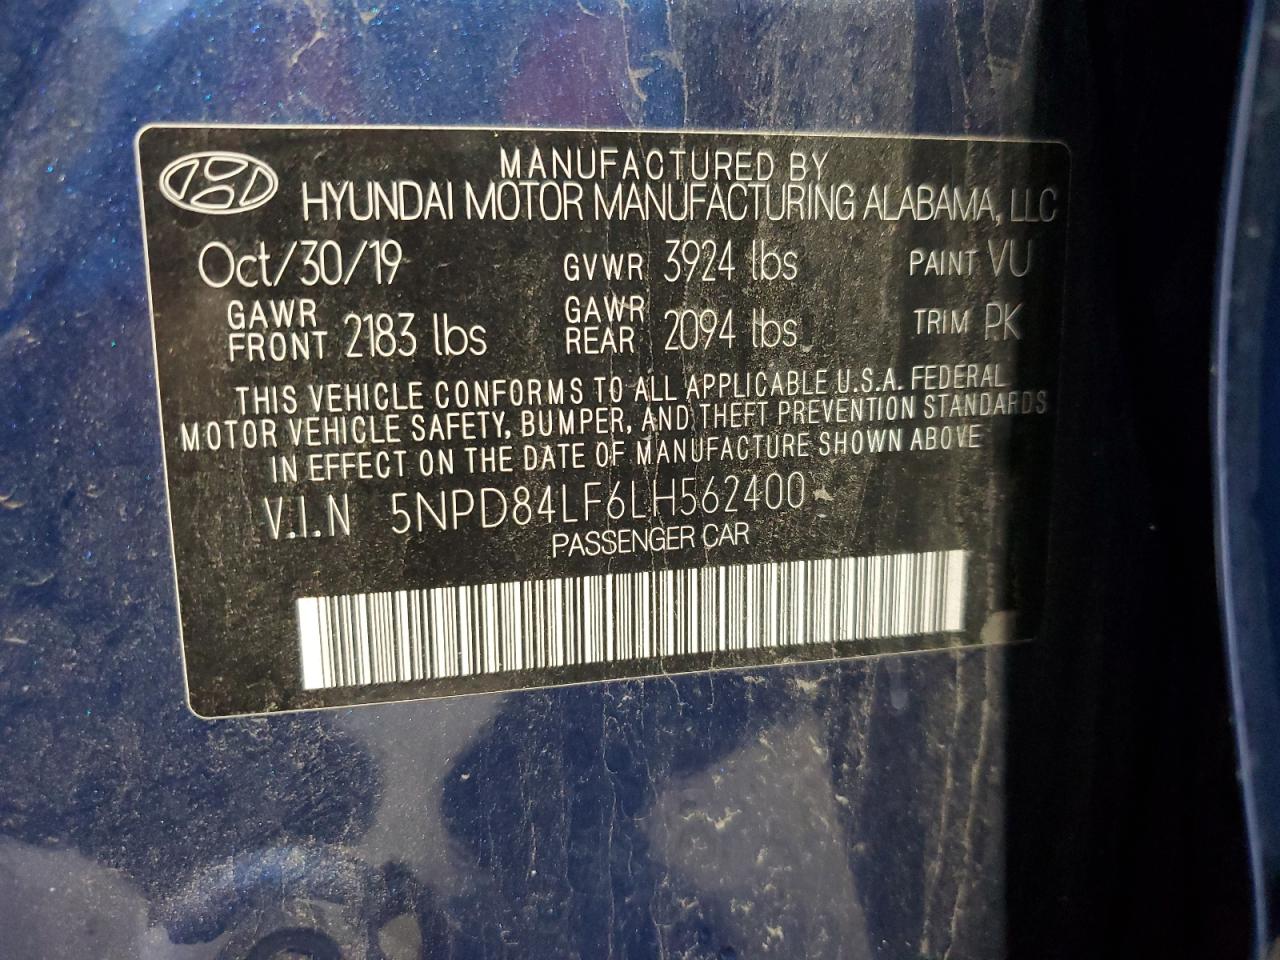 MANUFACTURED BY
HYUNDAI MOTOR MANUFACTURING ALABAMA, LLC
Oct/30/19 GVWR 3924 lbs PAINT VU
GAWR FRONT 2183 lbs GAWR REAR 2094 lbs TRIM PK
THIS VEHICLE CONFORMS TO ALL APPLICABLE U.S.A. FEDERAL
MOTOR VEHICLE SAFETY, BUMPER, AND THEFT PREVENTION STANDARDS
IN EFFECT ON THE DATE OF MANUFACTURE SHOWN ABOVE
V.I.N 5NPD84LF6LH562400
PASSENGER CAR